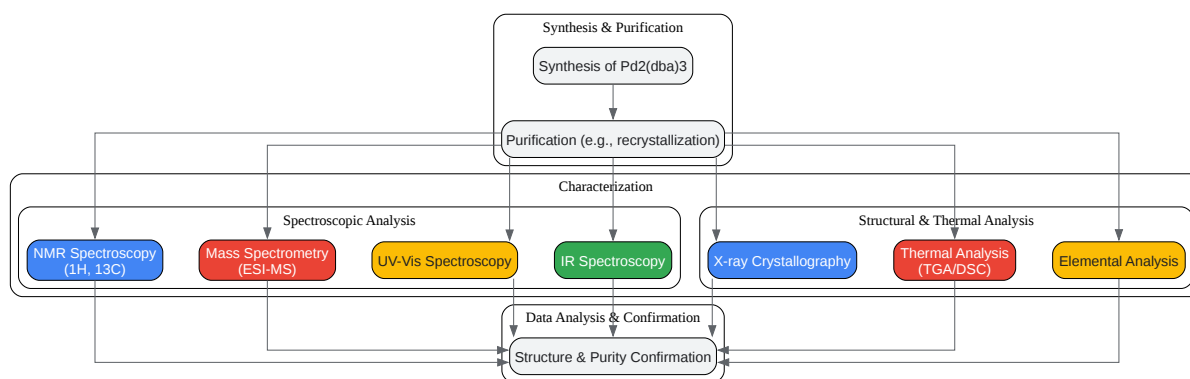 Synthesis & Purification
Synthesis of Pd2(dba)3
Purification (e.g., recrystallization)
Characterization
Spectroscopic Analysis
Structural & Thermal Analysis
NMR Spectroscopy
(1H, 13C)
Mass Spectrometry
(ESI-MS)
UV-Vis Spectroscopy
IR Spectroscopy
X-ray Crystallography
Thermal Analysis
(TGA/DSC)
Elemental Analysis
Data Analysis & Confirmation
Structure & Purity Confirmation